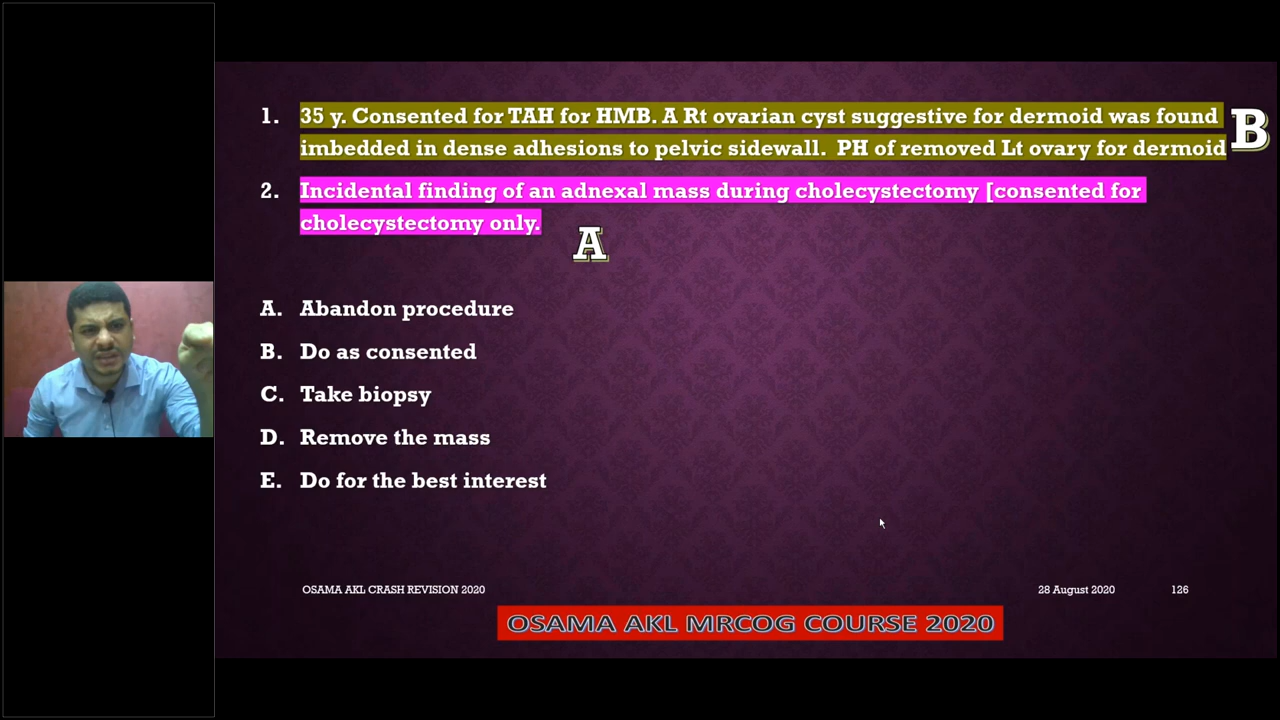 1. 35 y. Consented for TAH for HMB. A Rt ovarian cyst suggestive for dermoid was found
imbedded in dense adhesions to pelvic sidewall. PH of removed Lt ovary for dermoid
B
2. Incidental finding of an adnexal mass during cholecystectomy [consented for
cholecystectomy only.
A
A. Abandon procedure
B. Do as consented
C. Take biopsy
D. Remove the mass
E. Do for the best interest
OSAMA AKL CRASH REVISION 2020 28 August 2020 126
OSAMA AKL MRCOG COURSE 2020